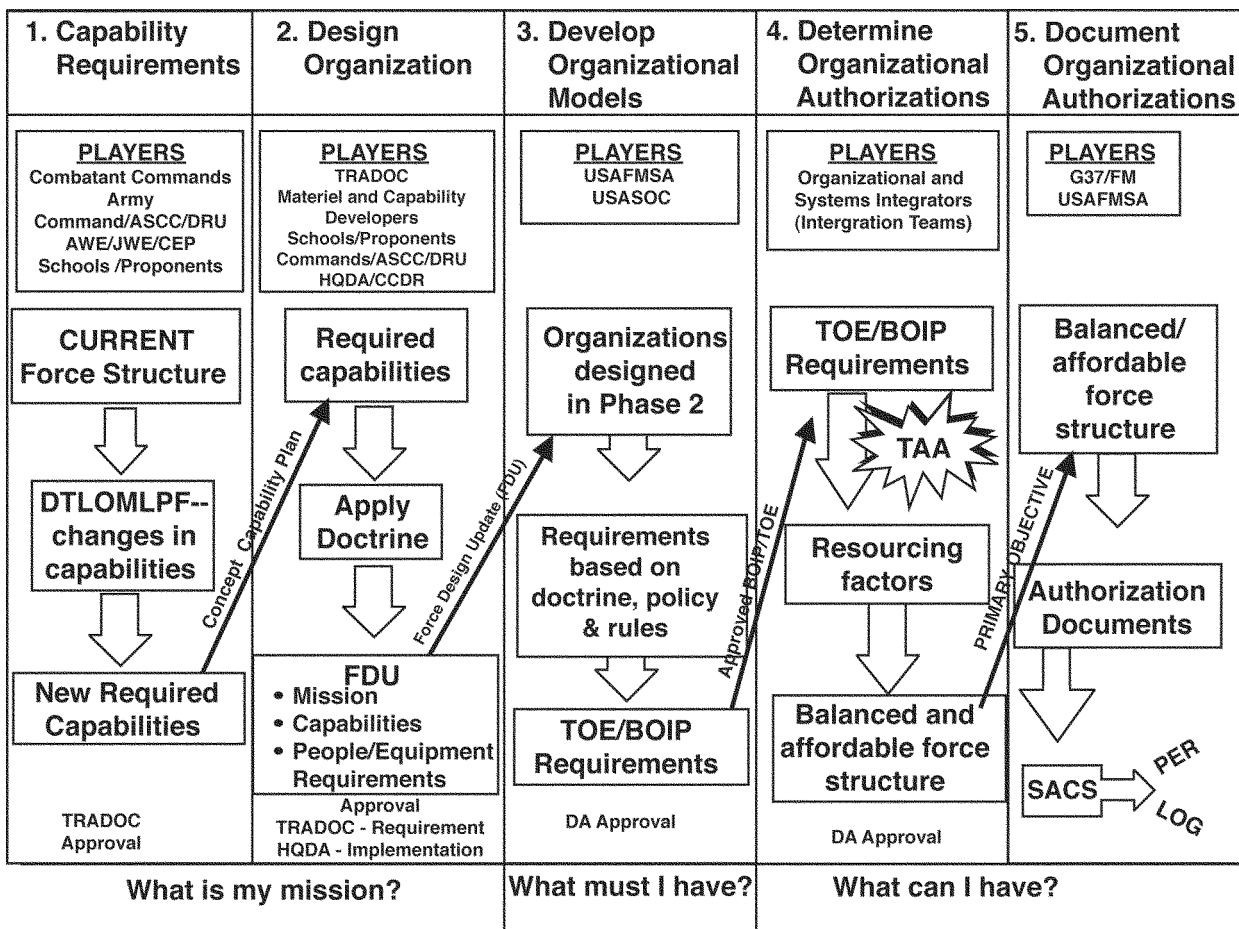 1. Capability
Requirements
PLAYERS
Combatant Commands
Army
Command/ASCC/DRU
AWE/JWE/CEP
Schools /Proponents
CURRENT
Force Structure
DTLOMLPF--
changes in
capabilities
New Required
Capabilities
TRADOC
Approval
Concept Capability Plan
2. Design
Organization
PLAYERS
TRADOC
Materiel and Capability
Developers
Schools/Proponents
Commands/ASCC/DRU
HQDA/CCDR
Required
capabilities
Apply
Doctrine
FDU
• Mission
• Capabilities
• People/Equipment
Requirements
Approval
TRADOC - Requirement
HQDA - Implementation
Force Design Update (FDU)
3. Develop
Organizational
Models
PLAYERS
USAFMSA
USASOC
Organizations
designed
in Phase 2
Requirements
based on
doctrine, policy
& rules
TOE/BOIP
Requirements
DA Approval
Approved BOIP/TOE
4. Determine
Organizational
Authorizations
PLAYERS
Organizational and
Systems Integrators
(Intergration Teams)
TOE/BOIP
Requirements
TAA
Resourcing
factors
Balanced and
affordable force
structure
DA Approval
PRIMARY OBJECTIVE
5. Document
Organizational
Authorizations
PLAYERS
G37/FM
USAFMSA
Balanced/
affordable
force
structure
Authorization
Documents
SACS
PER
LOG
What is my mission?
What must I have?
What can I have?